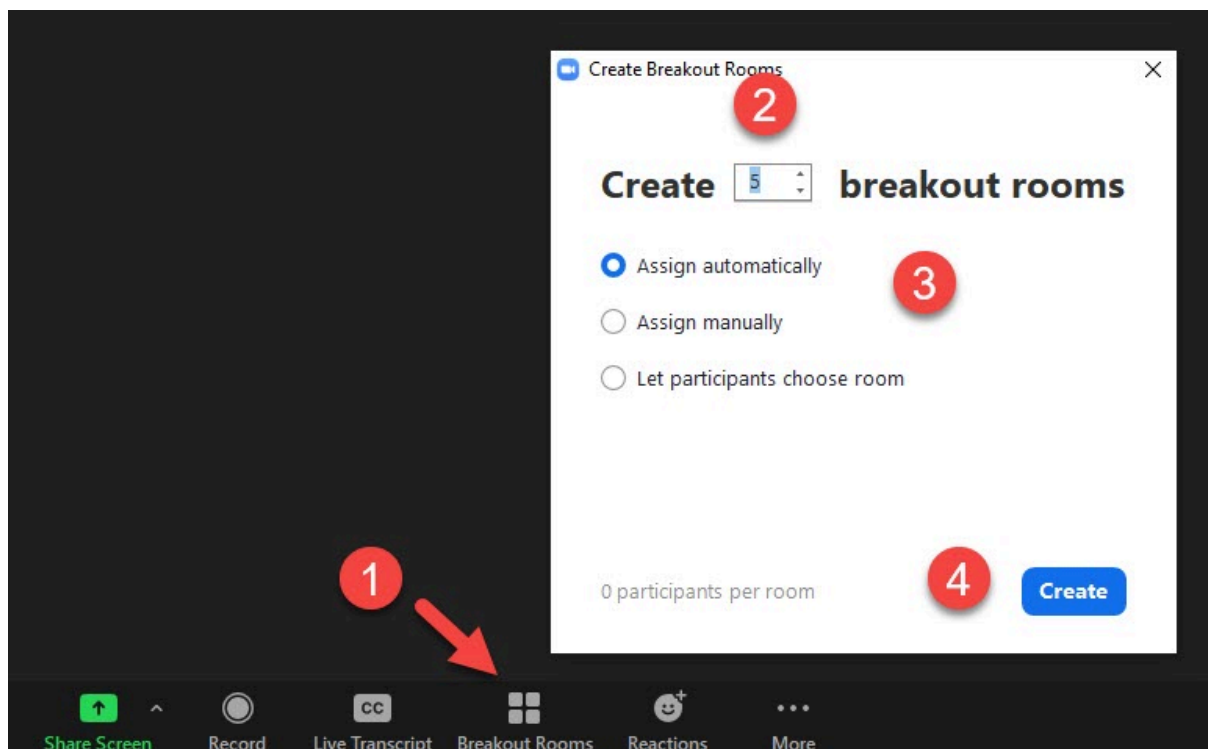 Create Breakout Rooms
2
Create 5 breakout rooms
Assign automatically
3
Assign manually
Let participants choose room
1
0 participants per room
4
Create
CC
Share Screen
Record
Live Transcript
Breakout Rooms
Reactions
More